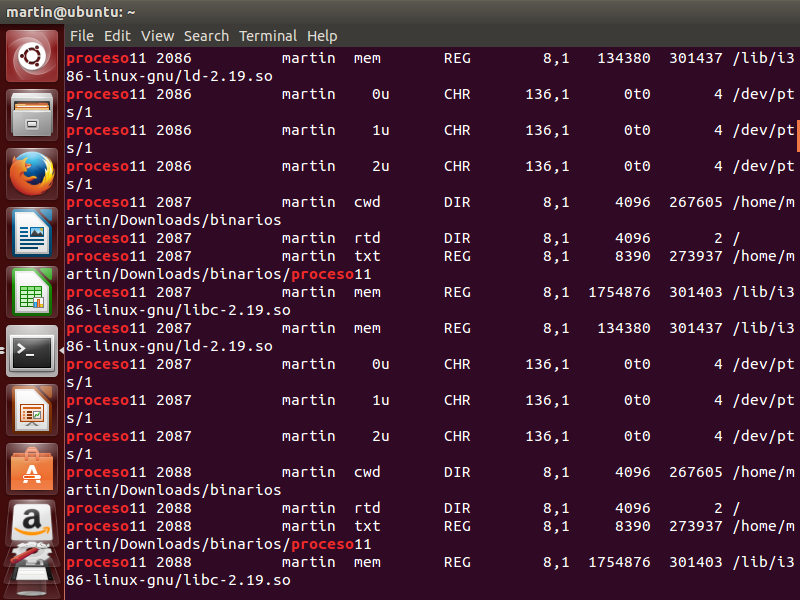 martin@ubuntu: ~
File Edit View Search Terminal Help
proceso11 2086 martin mem REG 8,1 134380 301437 /lib/i3
86-linux-gnu/ld-2.19.so
proceso11 2086 martin 0u CHR 136,1 0t0 4 /dev/pt
s/1
proceso11 2086 martin 1u CHR 136,1 0t0 4 /dev/pt
s/1
proceso11 2086 martin 2u CHR 136,1 0t0 4 /dev/pt
s/1
proceso11 2087 martin cwd DIR 8,1 4096 267605 /home/m
artin/Downloads/binarios
proceso11 2087 martin rtd DIR 8,1 4096 2 /
proceso11 2087 martin txt REG 8,1 8390 273937 /home/m
artin/Downloads/binarios/proceso11
proceso11 2087 martin mem REG 8,1 1754876 301403 /lib/i3
86-linux-gnu/libc-2.19.so
proceso11 2087 martin mem REG 8,1 134380 301437 /lib/i3
86-linux-gnu/ld-2.19.so
proceso11 2087 martin 0u CHR 136,1 0t0 4 /dev/pt
s/1
proceso11 2087 martin 1u CHR 136,1 0t0 4 /dev/pt
s/1
proceso11 2087 martin 2u CHR 136,1 0t0 4 /dev/pt
s/1
proceso11 2088 martin cwd DIR 8,1 4096 267605 /home/m
artin/Downloads/binarios
proceso11 2088 martin rtd DIR 8,1 4096 2 /
proceso11 2088 martin txt REG 8,1 8390 273937 /home/m
artin/Downloads/binarios/proceso11
proceso11 2088 martin mem REG 8,1 1754876 301403 /lib/i3
86-linux-gnu/libc-2.19.so